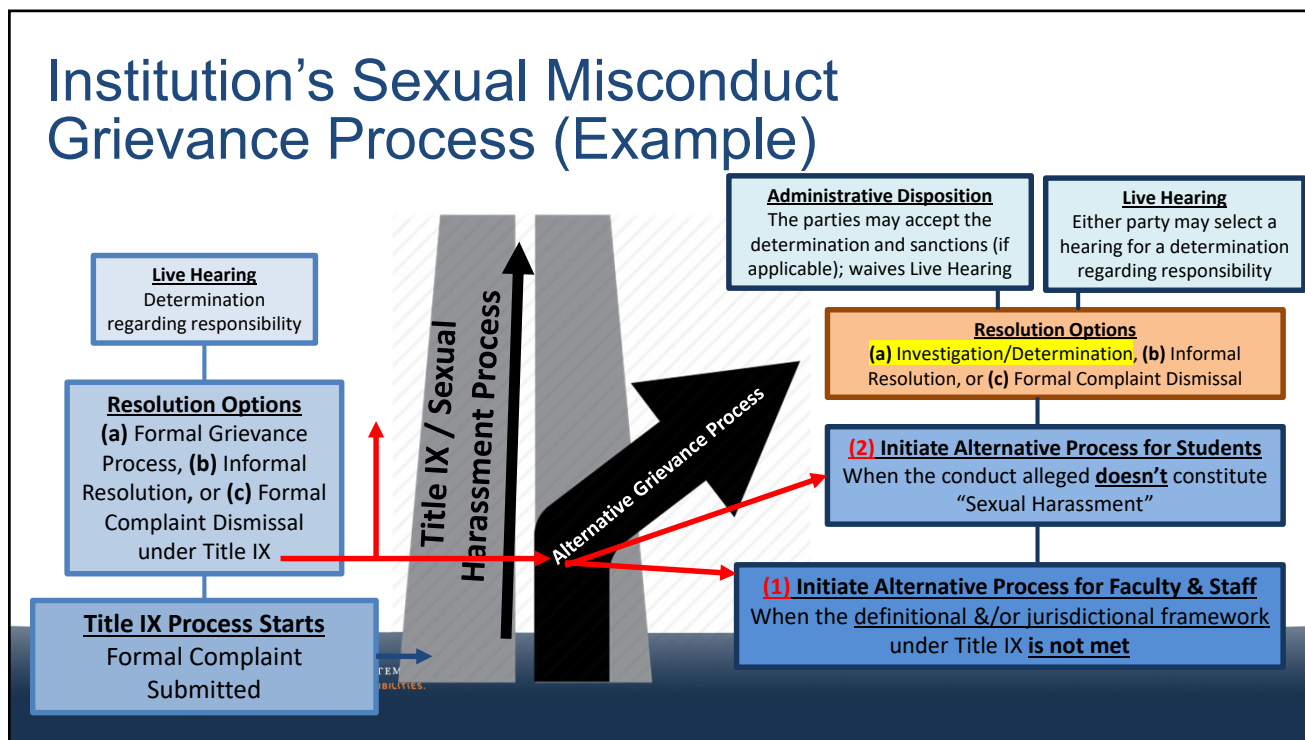 Institution’s Sexual Misconduct
Grievance Process (Example)
Live Hearing
Determination
regarding responsibility
Resolution Options
(a) Formal Grievance
Process, (b) Informal
Resolution, or (c) Formal
Complaint Dismissal
under Title IX
Title IX Process Starts
Formal Complaint
Submitted
TEM
BILITIES.
Title IX / Sexual
Harassment Process
Alternative Grievance Process
Administrative Disposition
The parties may accept the
determination and sanctions (if
applicable); waives Live Hearing
Live Hearing
Either party may select a
hearing for a determination
regarding responsibility
Resolution Options
(a) Investigation/Determination, (b) Informal
Resolution, or (c) Formal Complaint Dismissal
(2) Initiate Alternative Process for Students
When the conduct alleged doesn’t constitute
“Sexual Harassment”
(1) Initiate Alternative Process for Faculty & Staff
When the definitional &/or jurisdictional framework
under Title IX is not met